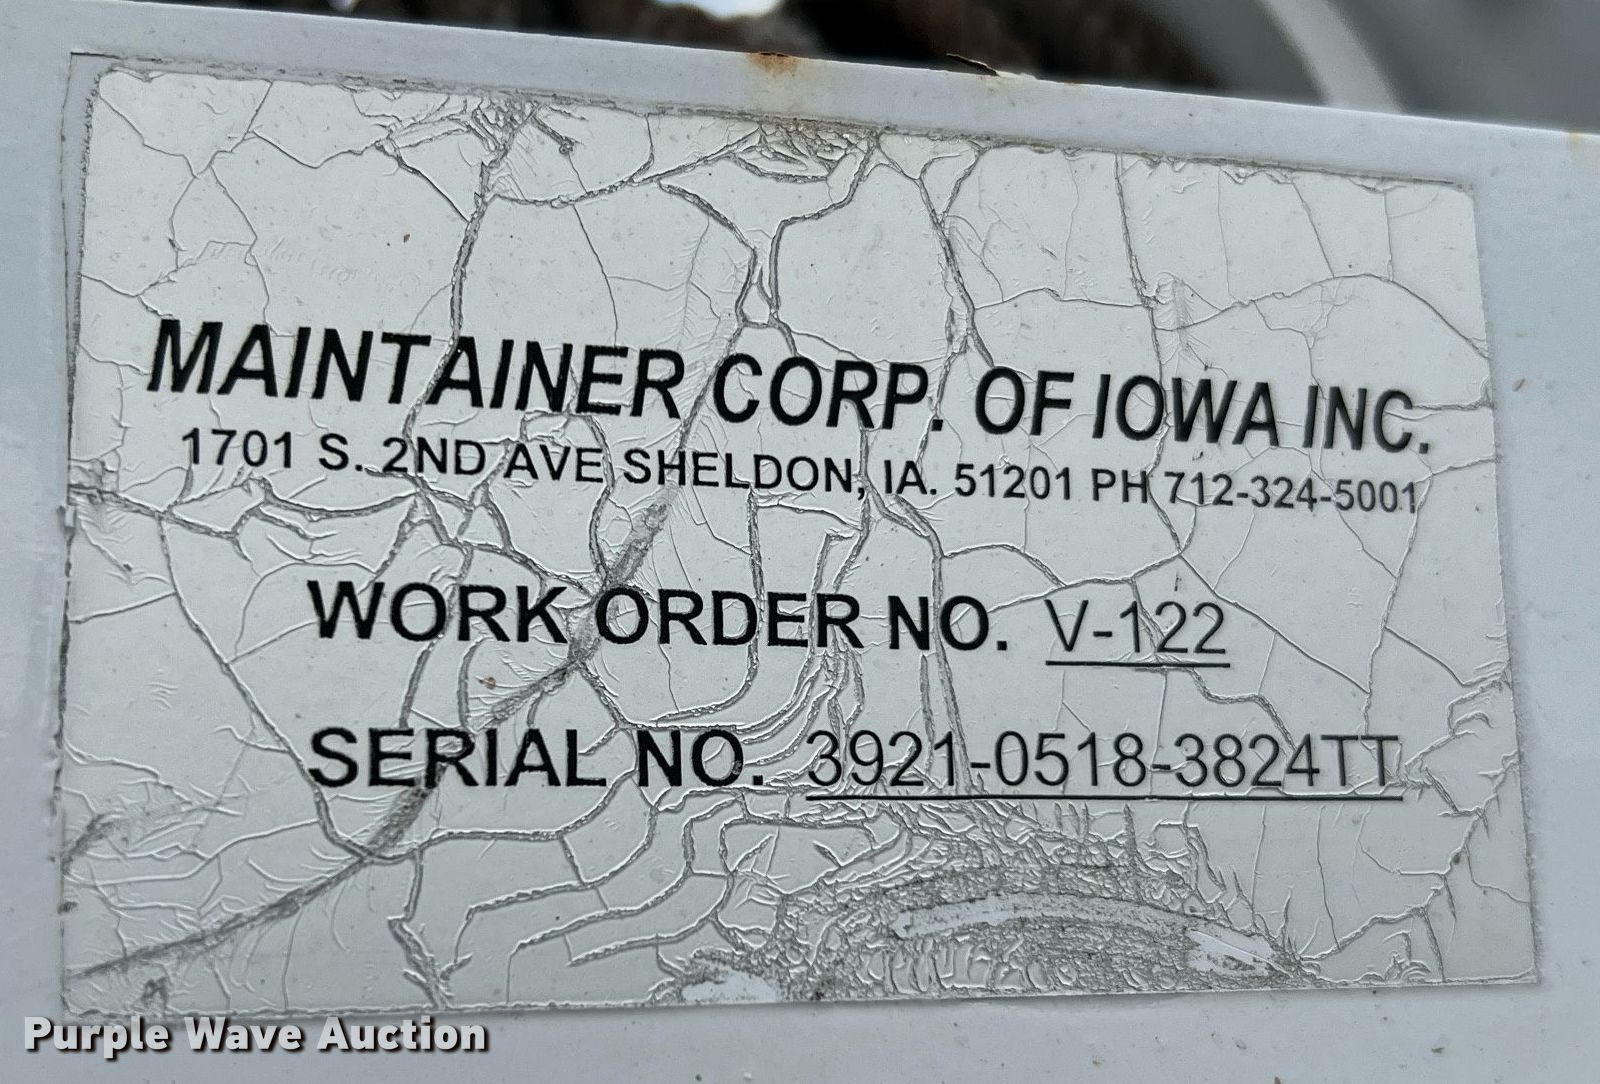 MAINTAINER CORP. OF IOWA INC.
1701 S. 2ND AVE SHELDON, IA. 51201 PH 712-324-5001
WORK ORDER NO. V-122
SERIAL NO. 3921-0518-3824TT
Purple Wave Auction